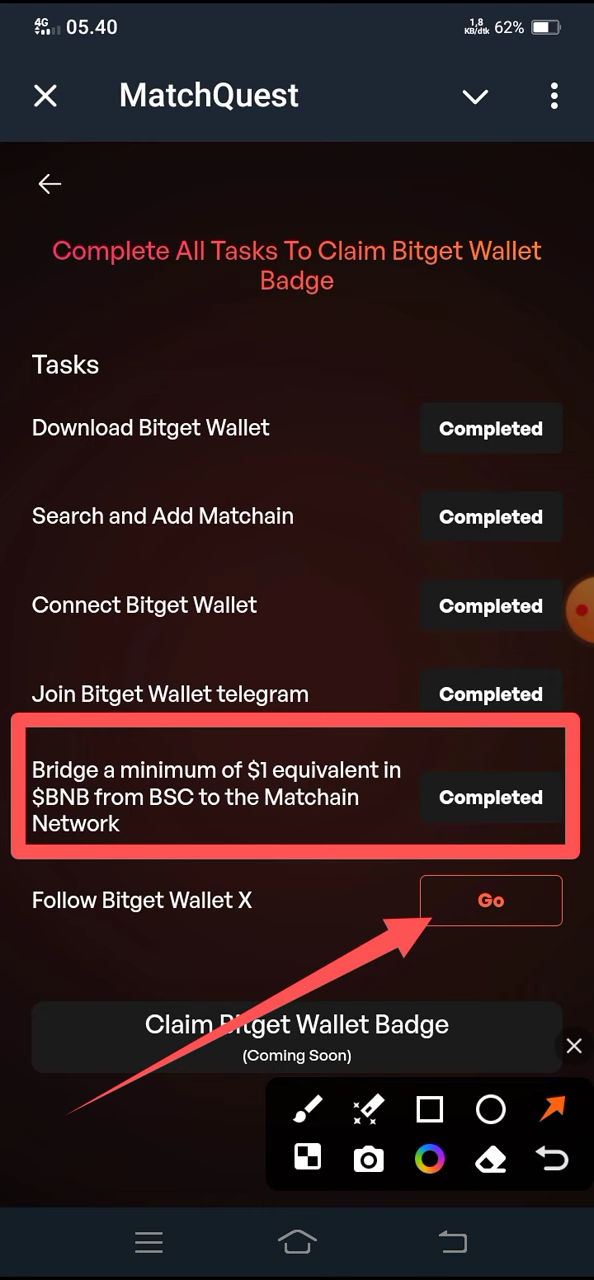 4G 05.40 1,8 KB/dtk 62%
MatchQuest
Complete All Tasks To Claim Bitget Wallet
Badge
Tasks
Download Bitget Wallet Completed
Search and Add Matchain Completed
Connect Bitget Wallet Completed
Join Bitget Wallet telegram Completed
Bridge a minimum of $1 equivalent in
$BNB from BSC to the Matchain Completed
Network
Follow Bitget Wallet X Go
Claim Bitget Wallet Badge
(Coming Soon)